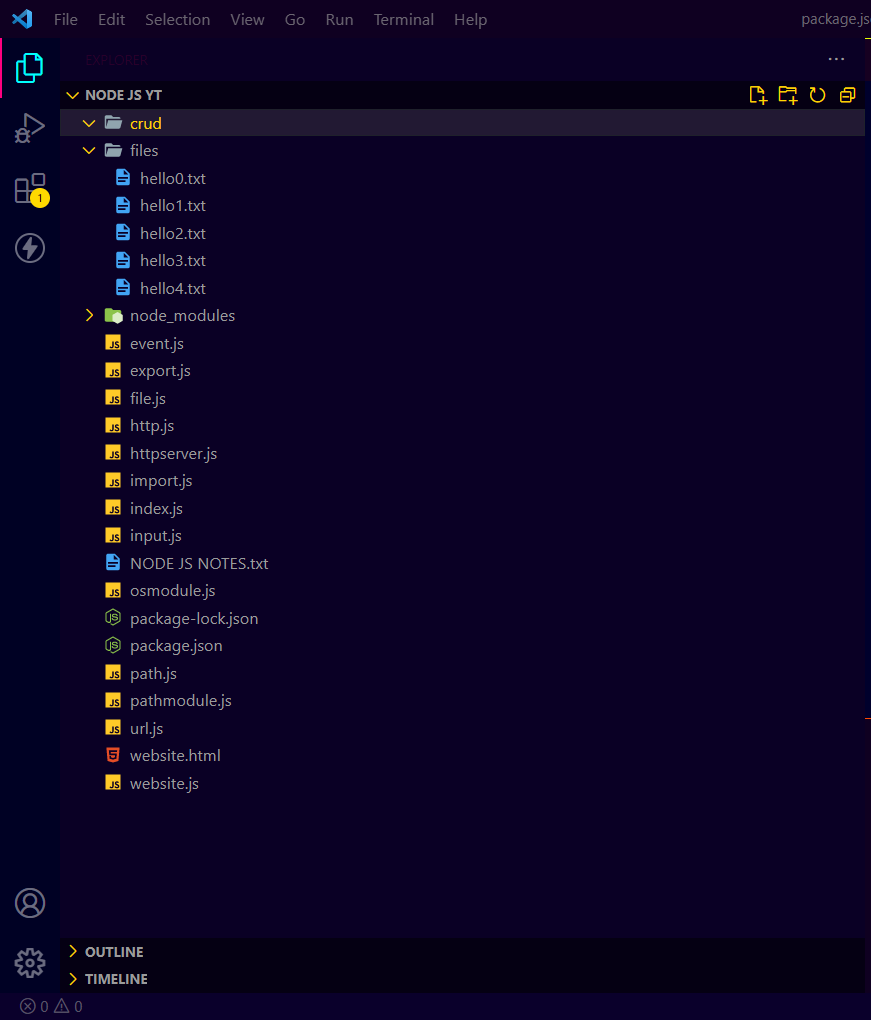 File Edit Selection View Go Run Terminal Help package.js
EXPLORER
NODE JS YT
crud
files
hello0.txt
hello1.txt
1
hello2.txt
hello3.txt
hello4.txt
node_modules
event.js
export.js
file.js
http.js
httpserver.js
import.js
index.js
input.js
NODE JS NOTES.txt
osmodule.js
package-lock.json
package.json
path.js
pathmodule.js
url.js
website.html
website.js
OUTLINE
TIMELINE
0 0